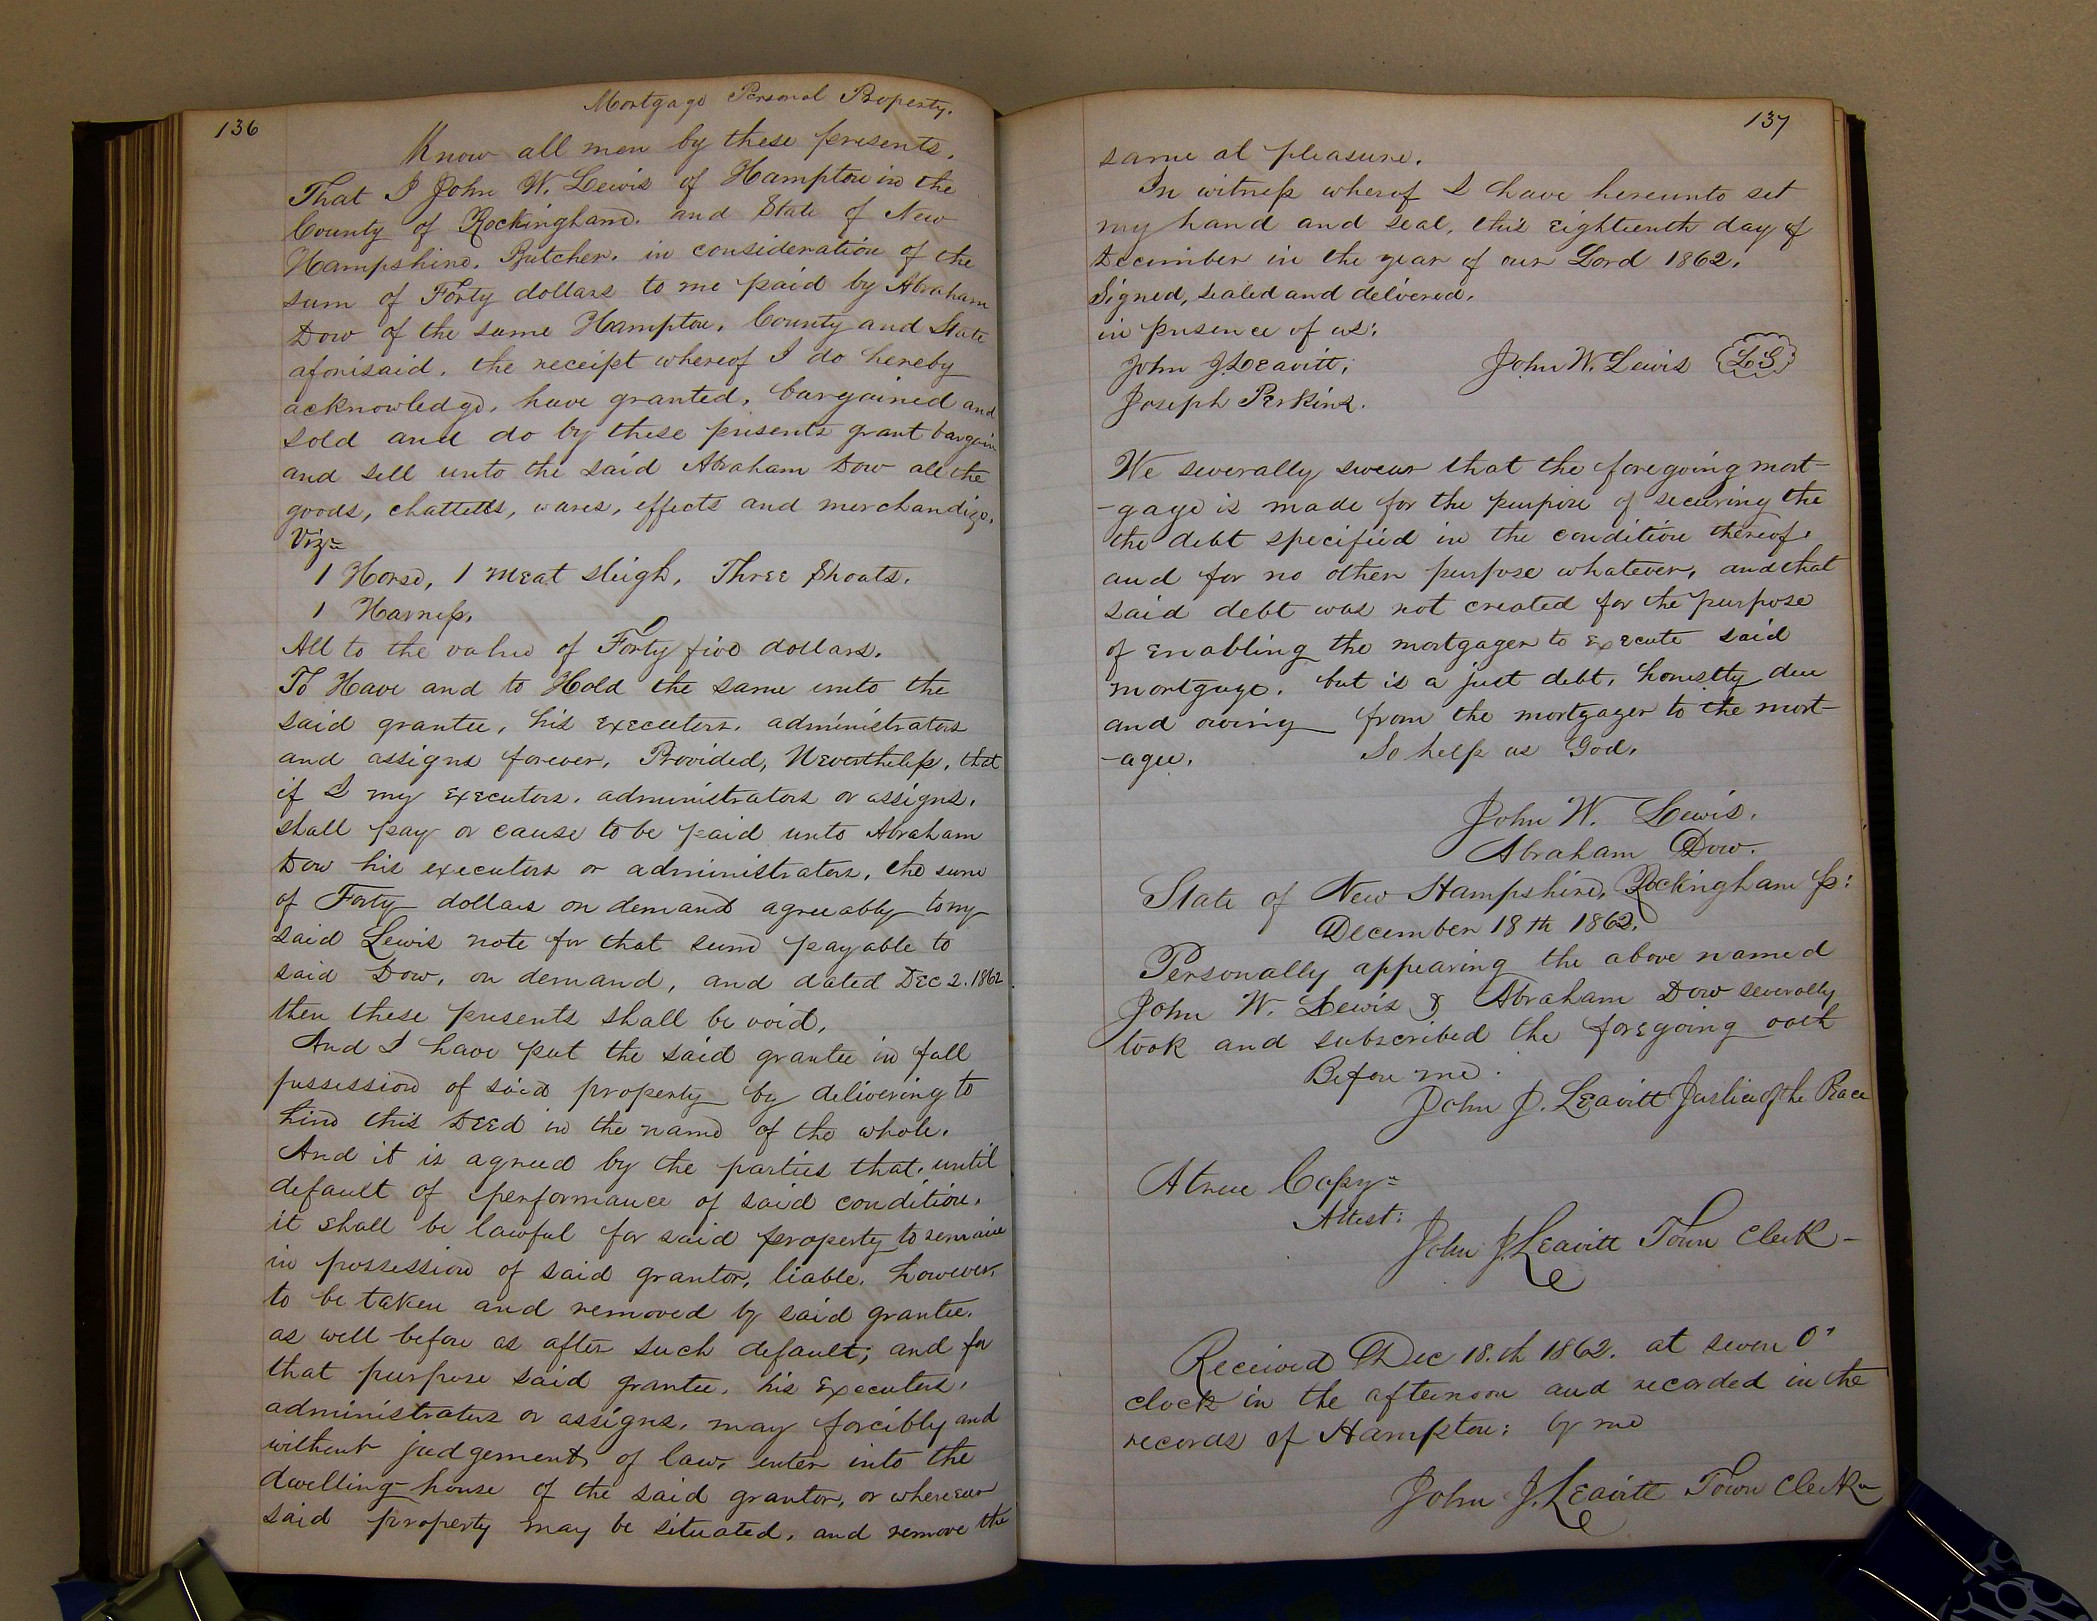 136
Mortgage Personal Property.
Know all men by these presents.
That I John W. Lewis of Hampton in the
County of Rockingham. and State of New
Hampshire. Butcher. in consideration of the
sum of Forty dollars to me paid by Abraham
Dow of the same Hampton, County and State
aforisaid, the receipt whereof I do hereby
acknowledge, have granted, bargained and
sold and do by these presents grant bargain
and sell unto the said Abraham Dow all the
goods, chattells, wares, effects and merchandize.
Viz:
1 Horse, 1 Meat Sleigh, Three Shoats.
1 Harness,
All to the value of Forty five dollars.
To Have and to Hold the same unto the
said grantee, his executors, administrators
and assigns forever, Provided, Nevertheless, that
if I my executors, administrators or assigns,
shall pay or cause to be paid unto Abraham
Dow his executors or administrators, the sum
of Forty dollars on demand agreeably to my
said Lewis note for that sum payable to
said Dow, on demand, and dated Dec 2. 1862.
then these presents shall be void,
And I have put the said grantee in full
pussession of said property by delivering to
him this Deed in the name of the whole.
And it is agreed by the parties that, until
default of performance of said condition,
it shall be lawful for said property to remain
in possession of said grantor, liable, however,
to be taken and removed by said grantee,
as well before as after such default; and for
that purpose said grantee, his executors,
administrators or assigns, may forcibly and
without judgement of law, enter into the
dwelling-house of the said grantor, or wherever
said property may be situated, and remove the
137
same at pleasure.
In witness wherof I have hereunto set
my hand and seal, this eighteenth day of
December in the year of our Lord 1862.
Signed, sealed and delivered.
in presence of us:
John J. Leavitt, John W. Lewis LS
Joseph Perkins.
We severally swear that the foregoing mort-
-gage is made for the purpose of securing the
the debt specified in the condition thereof,
and for no other purpose whatever, and that
said debt was not created for the purpose
of enabling the mortgager to execute said
mortgage, but is a just debt, honestly due
and owing from the mortgager to the mort-
-agee. So help us God.
John W. Lewis.
Abraham Dow.
State of New Hampshire, Rockingham ss:
December 18th 1862.
Personally appearing the above named
John W. Lewis & Abraham Dow severally
took and subscribed the foregoing oath
Before me.
John J. Leavitt Justice of the Peace
A true Copy
Attest:
John J. Leavitt Town Clerk-
Received Dec 18.th 1862. at seven O'
clock in the afternoon and recorded in the
records of Hampton: by me
John J. Leavitt Town Clerk